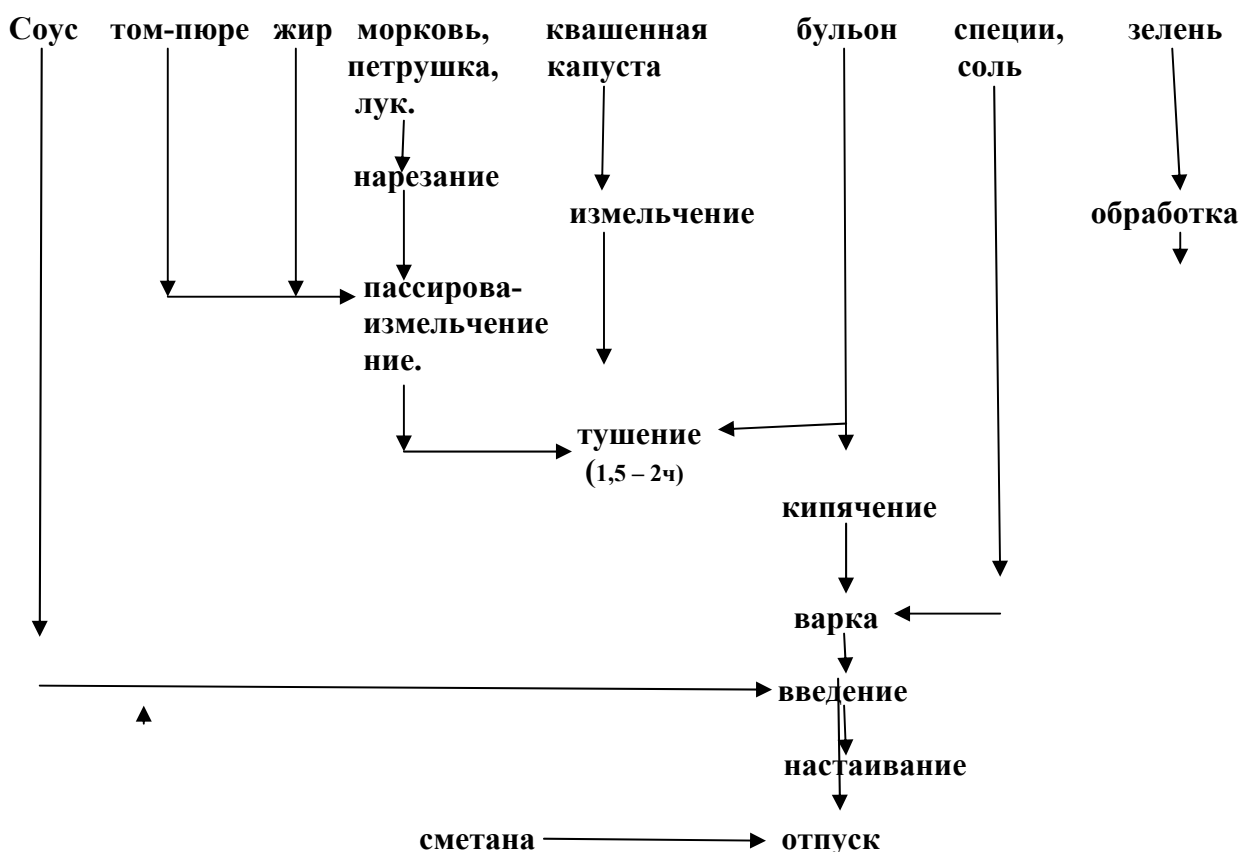 Соус том-пюре жир морковь, квашенная бульон специи, зелень
петрушка, капуста соль
лук.
нарезание
измельчение обработка
пассирова-
измельчение
ние.
тушение
(1,5 – 2ч)
кипячение
варка
введение
настаивание
сметана отпуск